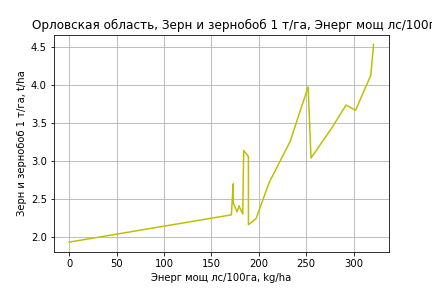 Орловская область, Зерн и зернобоб 1 т/га, Энерг мощ лс/100г
4.5
4.0
3.5
3.0
2.5
2.0
Зерн и зернобоб 1 т/га, t/ha
0 50 100 150 200 250 300
Энерг мощ лс/100га, kg/ha